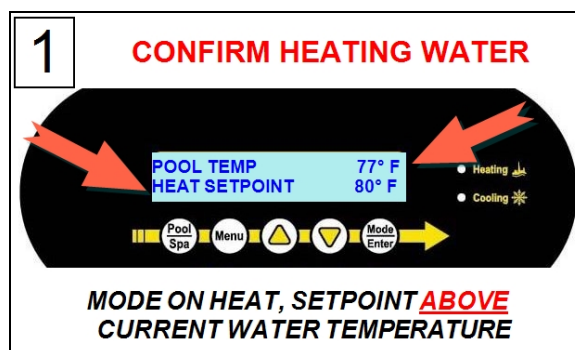 1
CONFIRM HEATING WATER
POOL TEMP 77° F
HEAT SETPOINT 80° F
Heating
Cooling
Pool
Spa
Menu
Mode
Enter
MODE ON HEAT, SETPOINT ABOVE
CURRENT WATER TEMPERATURE